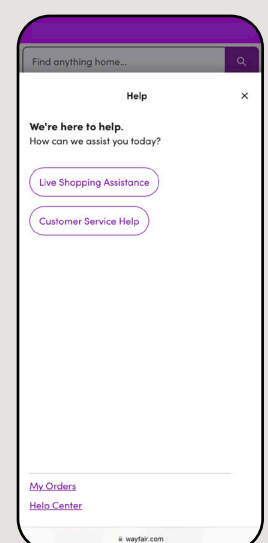 Find anything home...
Help
We're here to help.
How can we assist you today?
Live Shopping Assistance
Customer Service Help
My Orders
Help Center
wayfair.com